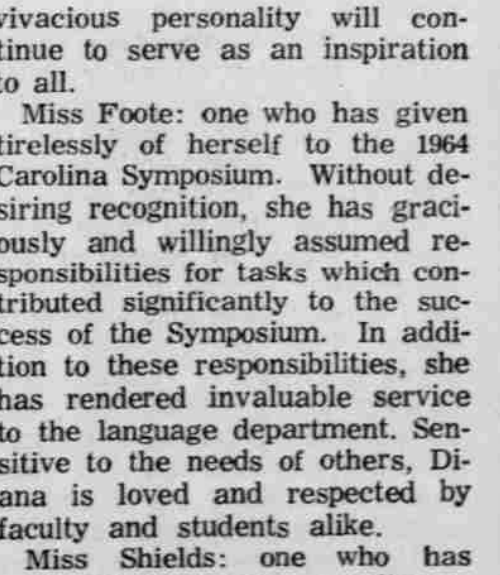 vivacious personality will con-
tinue to serve as an inspiration
to all.
Miss Foote: one who has given
tirelessly of herself to the 1964
Carolina Symposium. Without de-
siring recognition, she has graci-
ously and willingly assumed re-
sponsibilities for tasks which con-
tributed significantly to the suc-
cess of the Symposium. In addi-
tion to these responsibilities, she
has rendered invaluable service
to the language department. Sen-
sitive to the needs of others, Di-
ana is loved and respected by
faculty and students alike.
Miss Shields: one who has